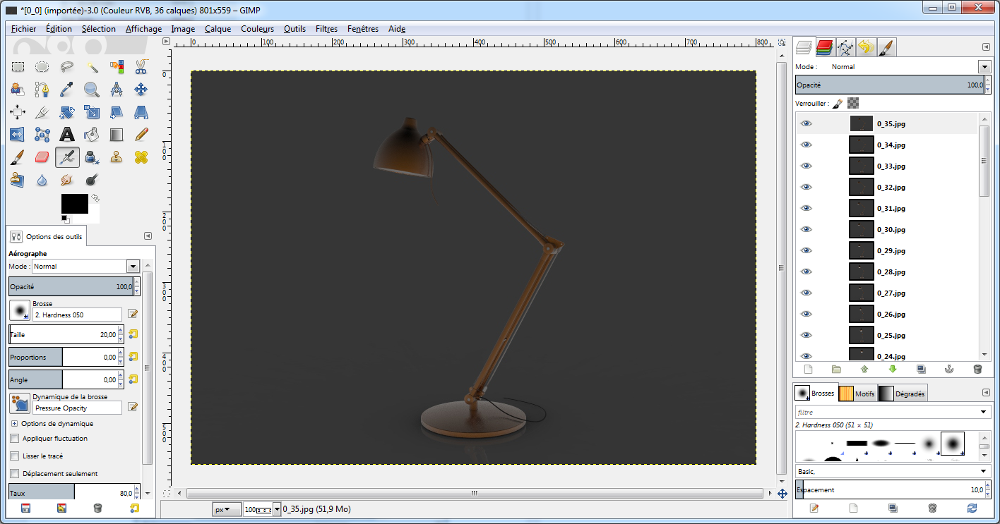 *[0_0] (importée)-3.0 (Couleur RVB, 36 calques) 801x559 – GIMP
Fichier Édition Sélection Affichage Image Calque Couleurs Outils Filtres Fenêtres Aide
0 100 200 300 400 500 600 700 800
0
100
200
300
400
500
Options des outils
Aérographe
Mode : Normal
Opacité 100,0
Brosse
2. Hardness 050
Taille 20,00
Proportions 0,00
Angle 0,00
Dynamique de la brosse
Pressure Opacity
Options de dynamique
Appliquer fluctuation
Lisser le tracé
Déplacement seulement
Taux 80,0
px 100 0_35.jpg (51,9 Mo)
Mode : Normal
Opacité 100,0
Verrouiller :
0_35.jpg
0_34.jpg
0_33.jpg
0_32.jpg
0_31.jpg
0_30.jpg
0_29.jpg
0_28.jpg
0_27.jpg
0_26.jpg
0_25.jpg
0_24.jpg
Brosses Motifs Dégradés
filtre
2. Hardness 050 (51 × 51)
Basic,
Espacement 10,0